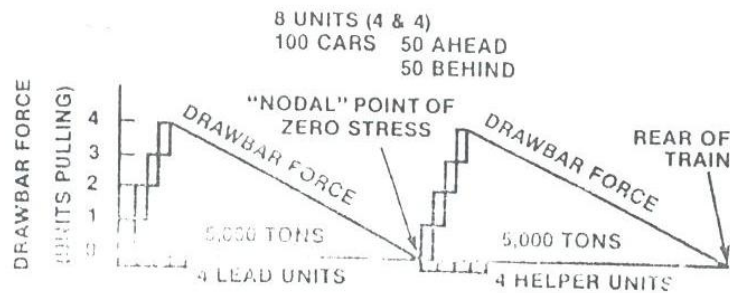 8 UNITS (4 & 4)
100 CARS 50 AHEAD
50 BEHIND
DRAWBAR FORCE
(UNITS PULLING)
4
3
2
1
0
"NODAL" POINT OF
ZERO STRESS
REAR OF
TRAIN
DRAWBAR FORCE
DRAWBAR FORCE
5,000 TONS
5,000 TONS
4 LEAD UNITS
4 HELPER UNITS